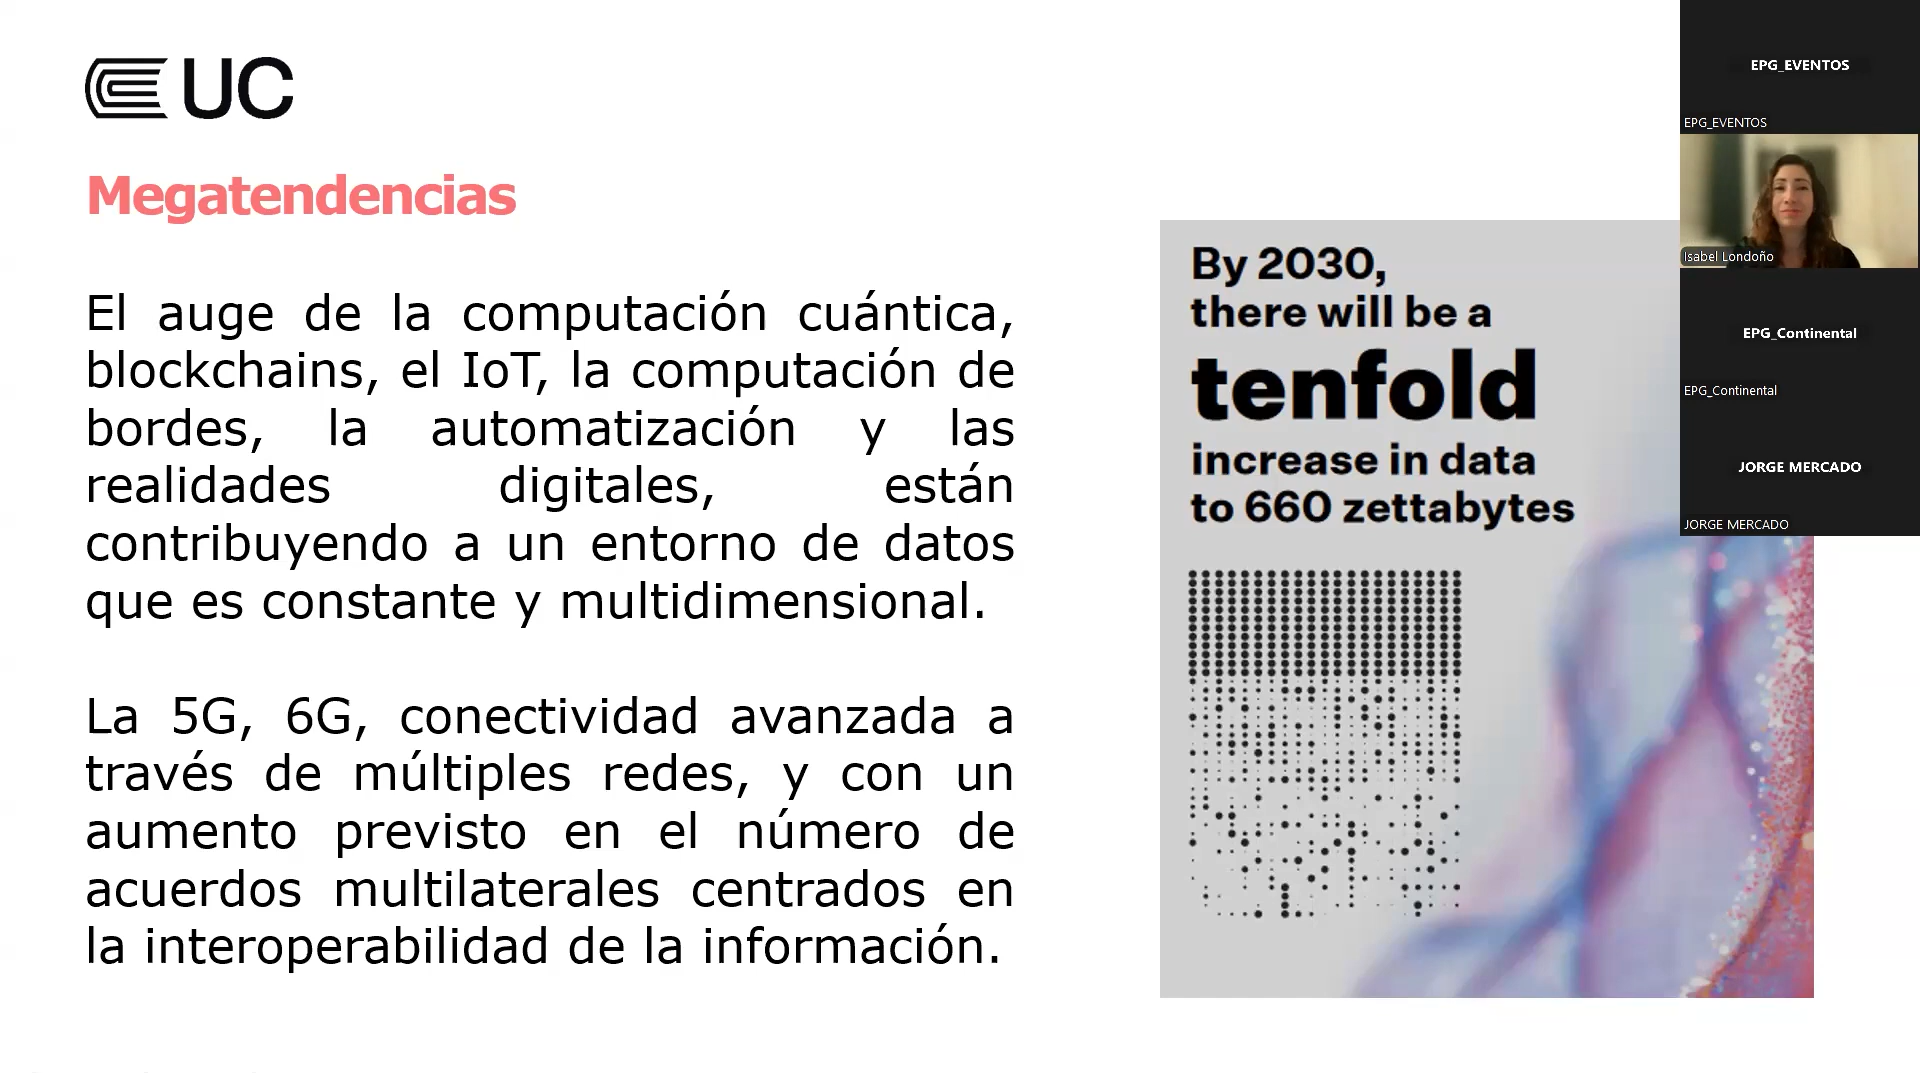 UC
Megatendencias
El auge de la computación cuántica,
blockchains, el IoT, la computación de
bordes, la automatización y las
realidades digitales, están
contribuyendo a un entorno de datos
que es constante y multidimensional.
La 5G, 6G, conectividad avanzada a
través de múltiples redes, y con un
aumento previsto en el número de
acuerdos multilaterales centrados en
la interoperabilidad de la información.
By 2030,
there will be a
tenfold
increase in data
to 660 zettabytes
EPG_EVENTOS
EPG_EVENTOS
Isabel Londoño
EPG_Continental
EPG_Continental
JORGE MERCADO
JORGE MERCADO